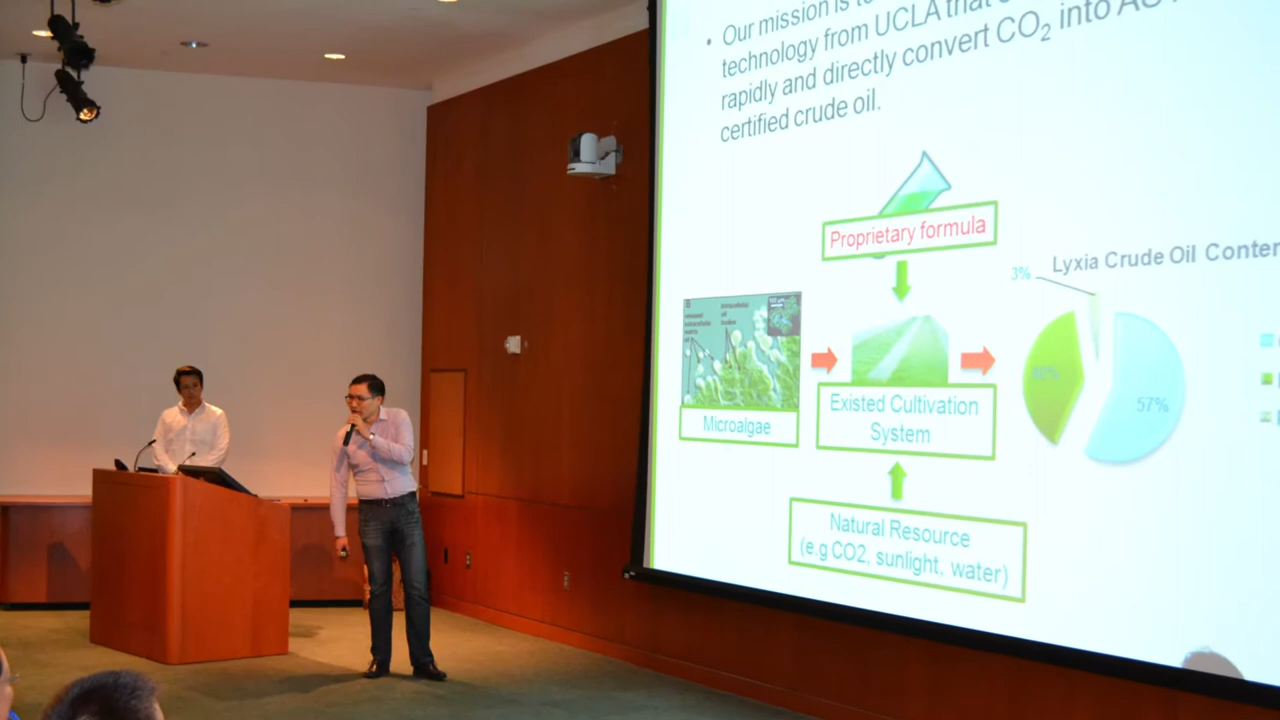 • Our mission is to
technology from UCLA that
rapidly and directly convert CO2 into
certified crude oil.
Proprietary formula
Lyxia Crude Oil Conten
3%
57%
Microalgae
Existed Cultivation
System
Natural Resource
(e.g CO2, sunlight, water)